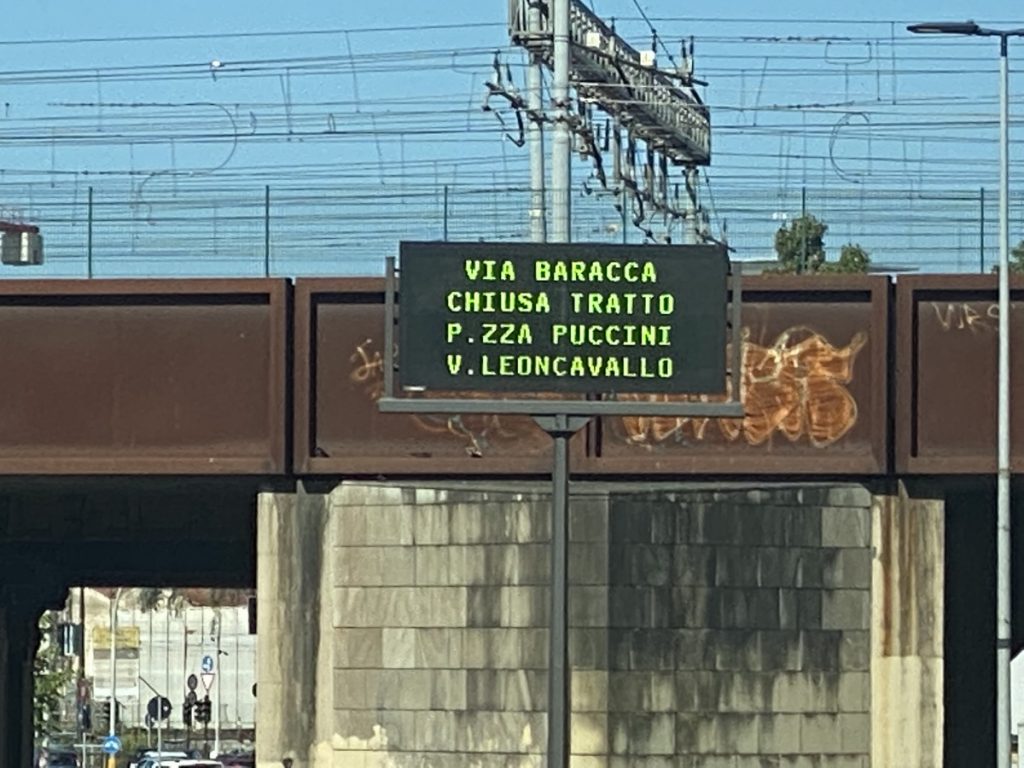 VIA BARACCA
CHIUSA TRATTO
P.ZZA PUCCINI
V.LEONCAVALLO